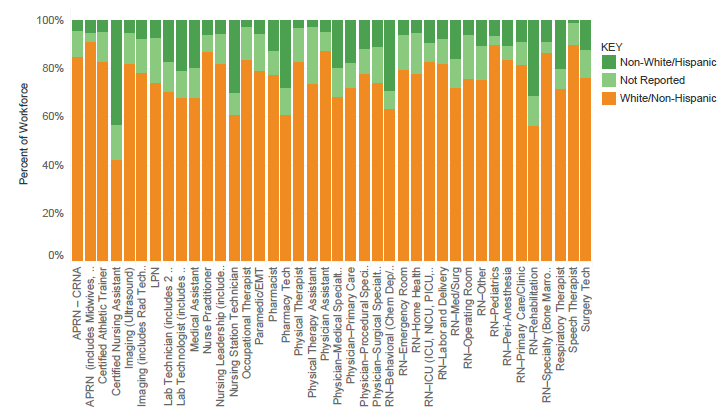 100%
80%
60%
40%
20%
0%
Percent of Workforce
KEY
Non-White/Hispanic
Not Reported
White/Non-Hispanic
APRN – CRNA
APRN (includes Midwives, ..
Certified Athletic Trainer
Certified Nursing Assistant
Imaging (Ultrasound)
Imaging (includes Rad Tech..
LPN
Lab Technician (includes 2 ..
Lab Technologist (includes ..
Medical Assistant
Nurse Practitioner
Nursing Leadership (include..
Nursing Station Technician
Occupational Therapist
Paramedic/EMT
Pharmacist
Pharmacy Tech
Physical Therapist
Physical Therapy Assistant
Physician Assistant
Physician–Medical Specialt..
Physician–Primary Care
Physician–Procedural Speci..
Physician–Surgical Specialt..
RN–Behavioral (Chem Dep/..
RN–Emergency Room
RN–Home Health
RN–ICU (ICU, NICU, PICU,..
RN–Labor and Delivery
RN–Med/Surg
RN–Operating Room
RN–Other
RN–Pediatrics
RN–Peri-Anesthesia
RN–Primary Care/Clinic
RN–Rehabilitation
RN–Specialty (Bone Marro..
Respiratory Therapist
Speech Therapist
Surgery Tech